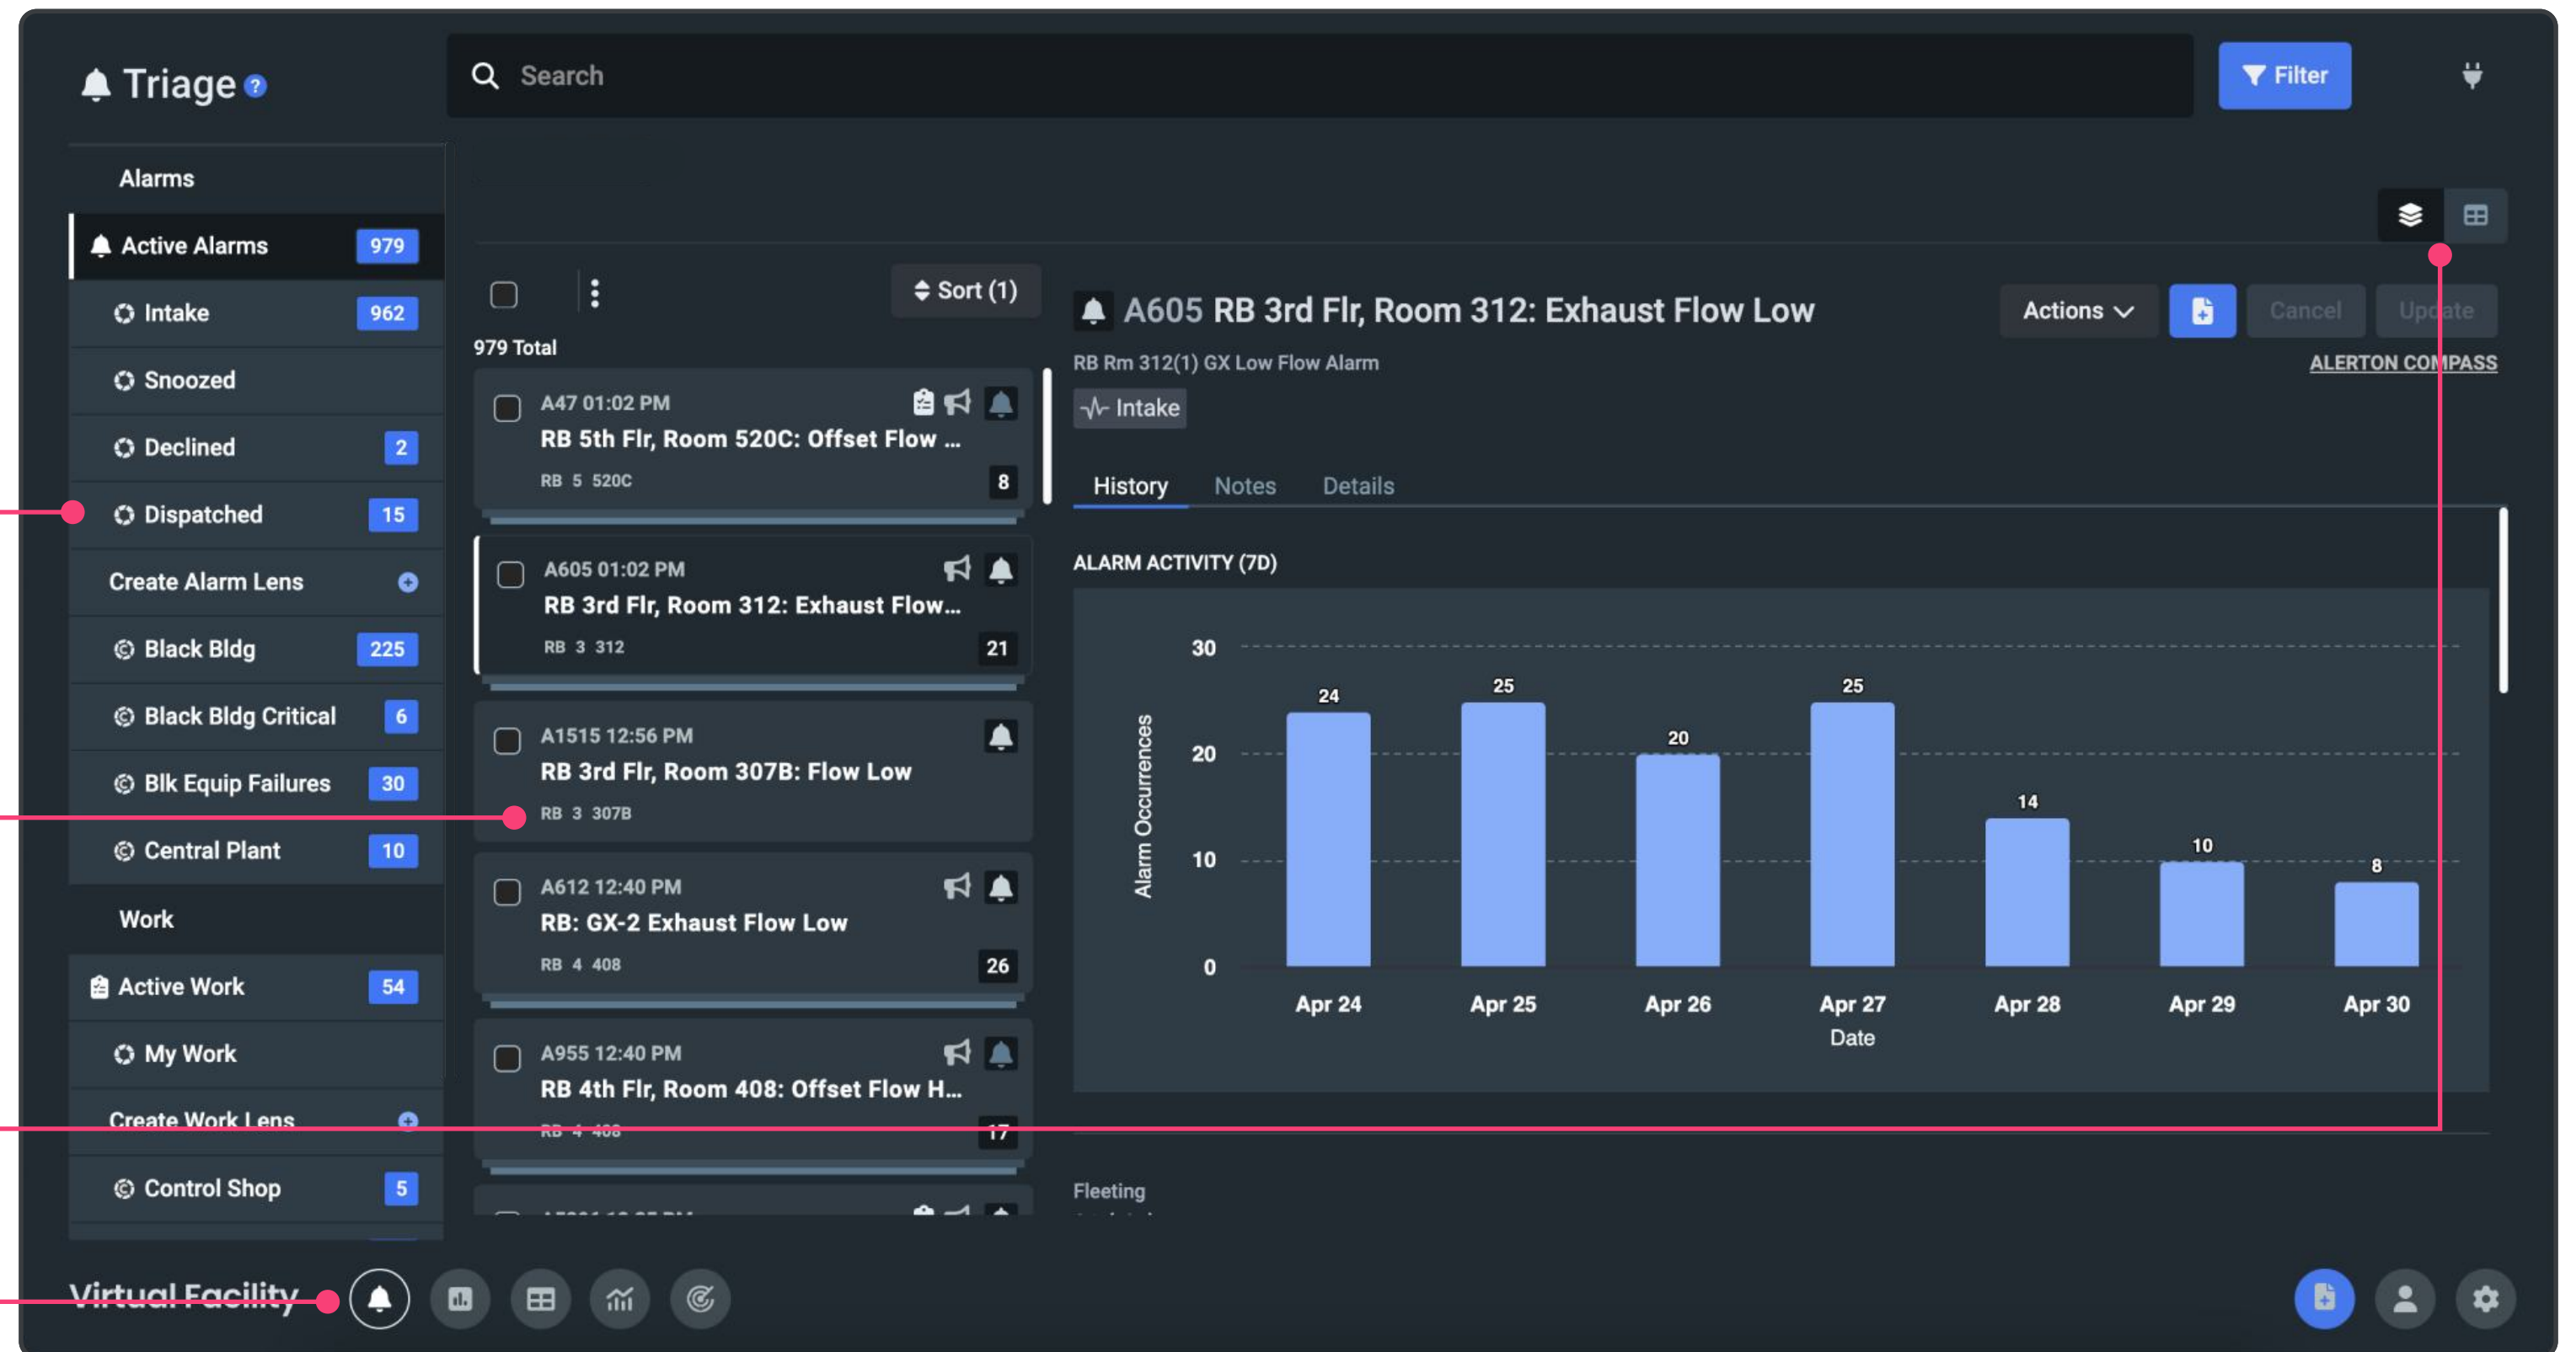 Triage ?
Search
Filter
Alarms
Active Alarms 979
Intake 962
Snoozed
Declined 2
Dispatched 15
Create Alarm Lens
Black Bldg 225
Black Bldg Critical 6
Blk Equip Failures 30
Central Plant 10
Work
Active Work 54
My Work
Create Work Lens
Control Shop 5
Sort (1)
979 Total
A47 01:02 PM
RB 5th Flr, Room 520C: Offset Flow ...
RB 5 520C 8
A605 01:02 PM
RB 3rd Flr, Room 312: Exhaust Flow...
RB 3 312 21
A1515 12:56 PM
RB 3rd Flr, Room 307B: Flow Low
RB 3 307B
A612 12:40 PM
RB: GX-2 Exhaust Flow Low
RB 4 408 26
A955 12:40 PM
RB 4th Flr, Room 408: Offset Flow H...
RB 4 408 17
A605 RB 3rd Flr, Room 312: Exhaust Flow Low
Actions
Cancel
Update
RB Rm 312(1) GX Low Flow Alarm
ALERTON COMPASS
Intake
History Notes Details
ALARM ACTIVITY (7D)
Alarm Occurrences
30
20
10
0
24
25
20
25
14
10
8
Apr 24 Apr 25 Apr 26 Apr 27 Apr 28 Apr 29 Apr 30
Date
Fleeting
Virtual Facility